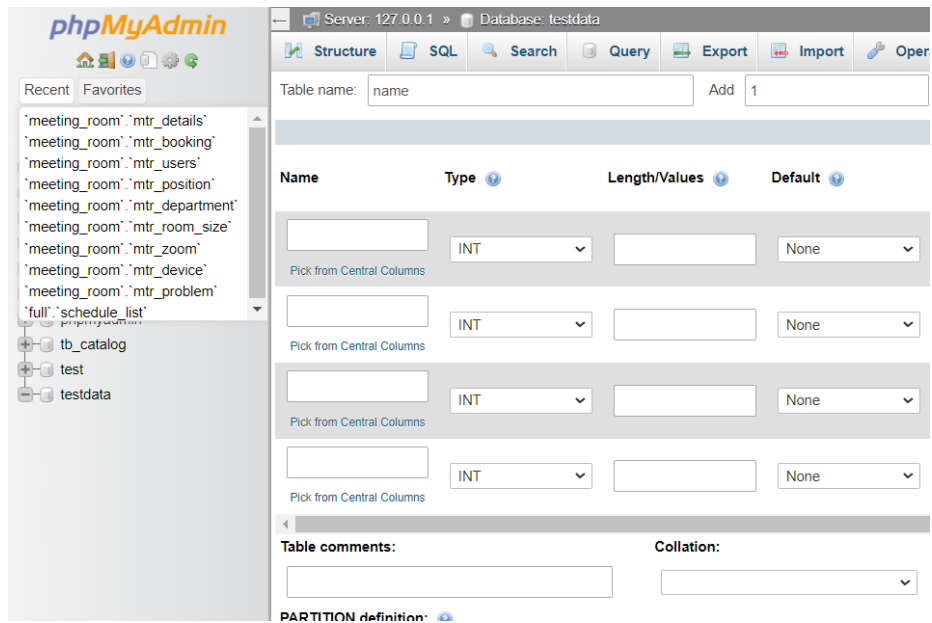 phpMyAdmin
Recent Favorites
`meeting_room`.`mtr_details`
`meeting_room`.`mtr_booking`
`meeting_room`.`mtr_users`
`meeting_room`.`mtr_position`
`meeting_room`.`mtr_department`
`meeting_room`.`mtr_room_size`
`meeting_room`.`mtr_zoom`
`meeting_room`.`mtr_device`
`meeting_room`.`mtr_problem`
`full`.`schedule_list`
phpmyadmin
tb_catalog
test
testdata
Server: 127.0.0.1 » Database: testdata
Structure SQL Search Query Export Import Oper
Table name: name Add 1
Name Type Length/Values Default
INT None
Pick from Central Columns
INT None
Pick from Central Columns
INT None
Pick from Central Columns
INT None
Pick from Central Columns
Table comments: Collation:
PARTITION definition: